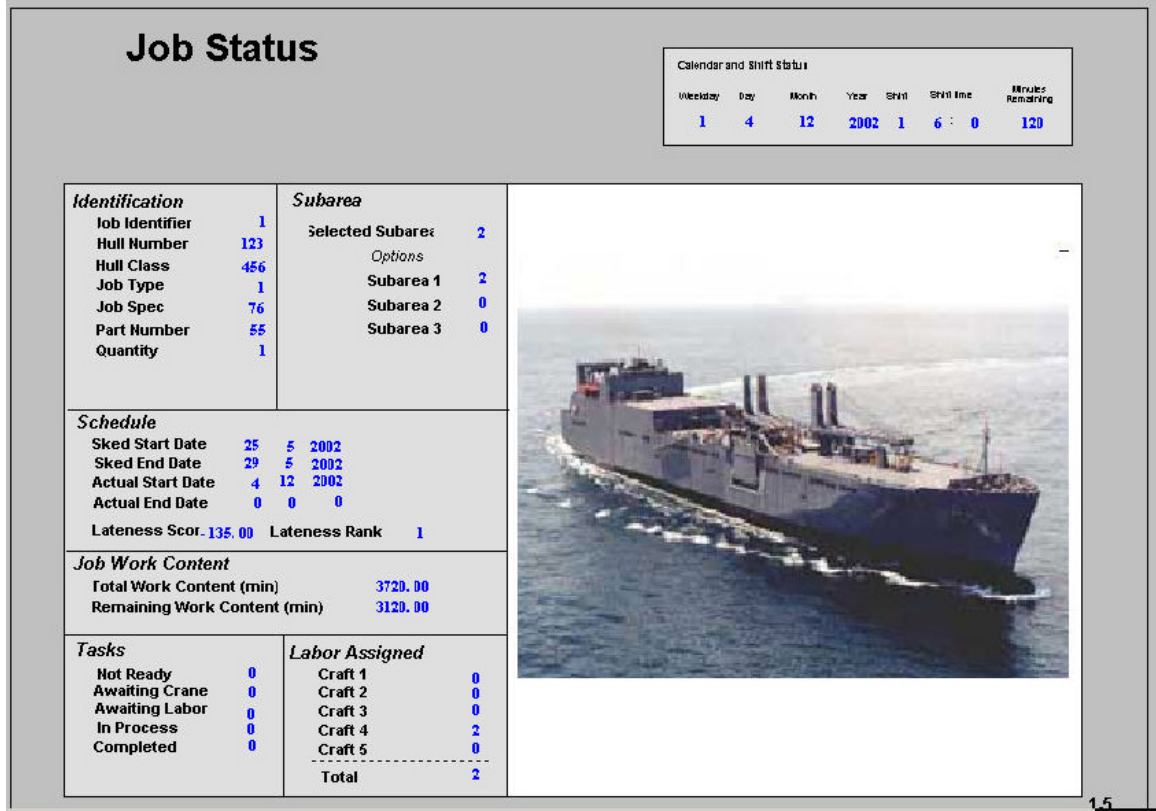 Job Status
Calendar and Shift Status
Weekday Day Month Year Shift Shift time Minutes Remaining
1 4 12 2002 1 6 : 0 120
Identification
Job Identifier 1
Hull Number 123
Hull Class 456
Job Type 1
Job Spec 76
Part Number 55
Quantity 1
Subarea
Selected Subarea 2
Options
Subarea 1 2
Subarea 2 0
Subarea 3 0
Schedule
Sked Start Date 25 5 2002
Sked End Date 29 5 2002
Actual Start Date 4 12 2002
Actual End Date 0 0 0
Lateness Scor -135.00 Lateness Rank 1
Job Work Content
Total Work Content (min) 3720.00
Remaining Work Content (min) 3120.00
Tasks
Not Ready 0
Awaiting Crane 0
Awaiting Labor 0
In Process 0
Completed 0
Labor Assigned
Craft 1 0
Craft 2 0
Craft 3 0
Craft 4 2
Craft 5 0
Total 2